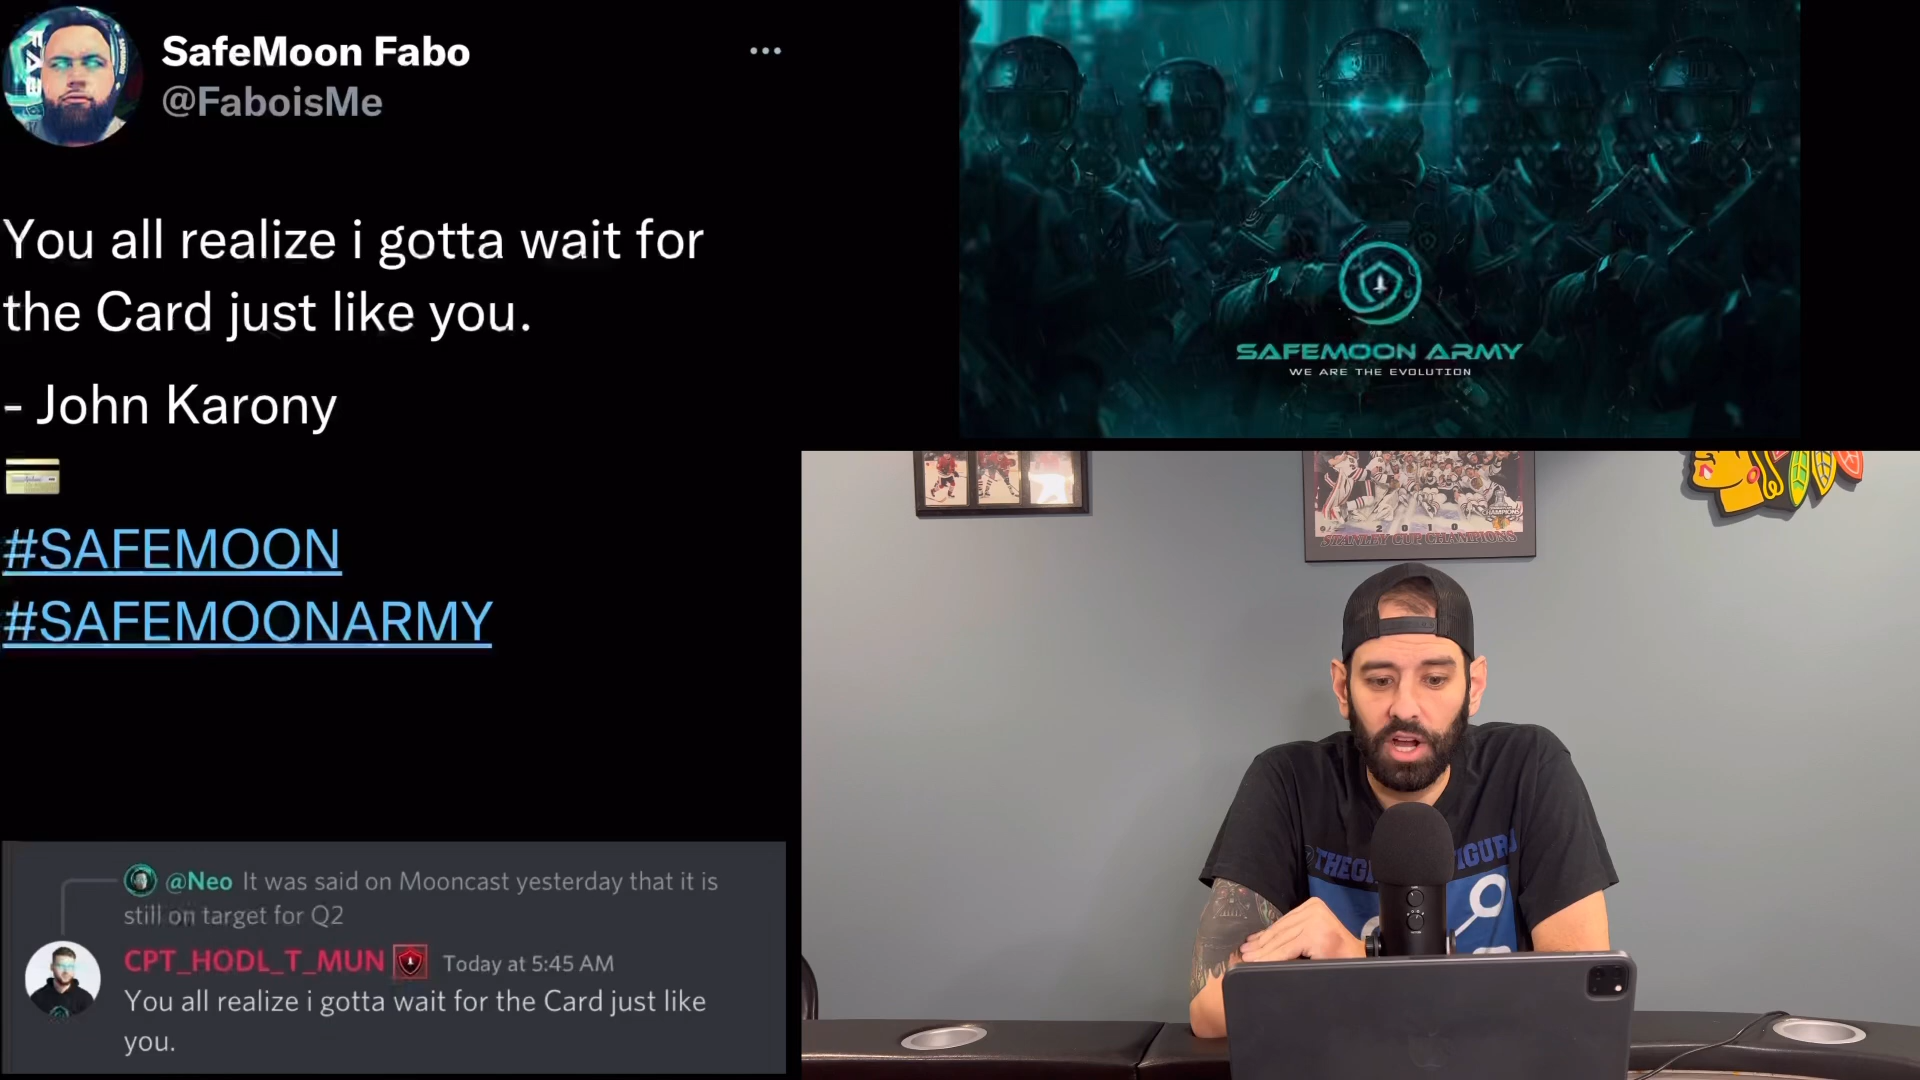 SafeMoon Fabo
@FaboisMe
You all realize i gotta wait for
the Card just like you.
- John Karony
#SAFEMOON
#SAFEMOONARMY
@Neo It was said on Mooncast yesterday that it is
still on target for Q2
CPT_HODL_T_MUN Today at 5:45 AM
You all realize i gotta wait for the Card just like
you.
SAFEMOON ARMY
WE ARE THE EVOLUTION
2010
STANLEY CUP CHAMPIONS